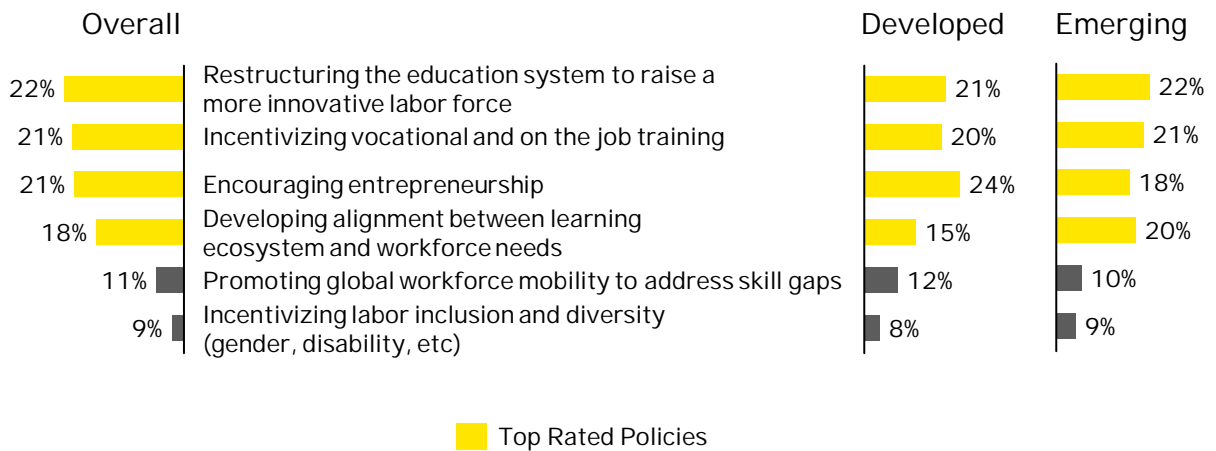 Overall Developed Emerging
22% Restructuring the education system to raise a
more innovative labor force 21% 22%
21% Incentivizing vocational and on the job training 20% 21%
21% Encouraging entrepreneurship 24% 18%
18% Developing alignment between learning
ecosystem and workforce needs 15% 20%
11% Promoting global workforce mobility to address skill gaps 12% 10%
9% Incentivizing labor inclusion and diversity
(gender, disability, etc) 8% 9%
Top Rated Policies